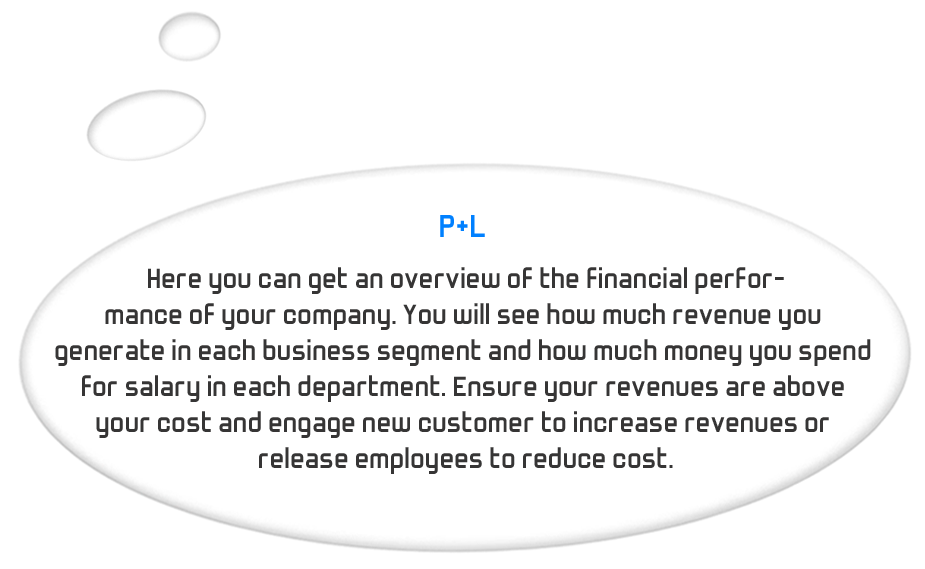 P+L
Here you can get an overview of the financial perfor-
mance of your company. You will see how much revenue you
generate in each business segment and how much money you spend
for salary in each department. Ensure your revenues are above
your cost and engage new customer to increase revenues or
release employees to reduce cost.